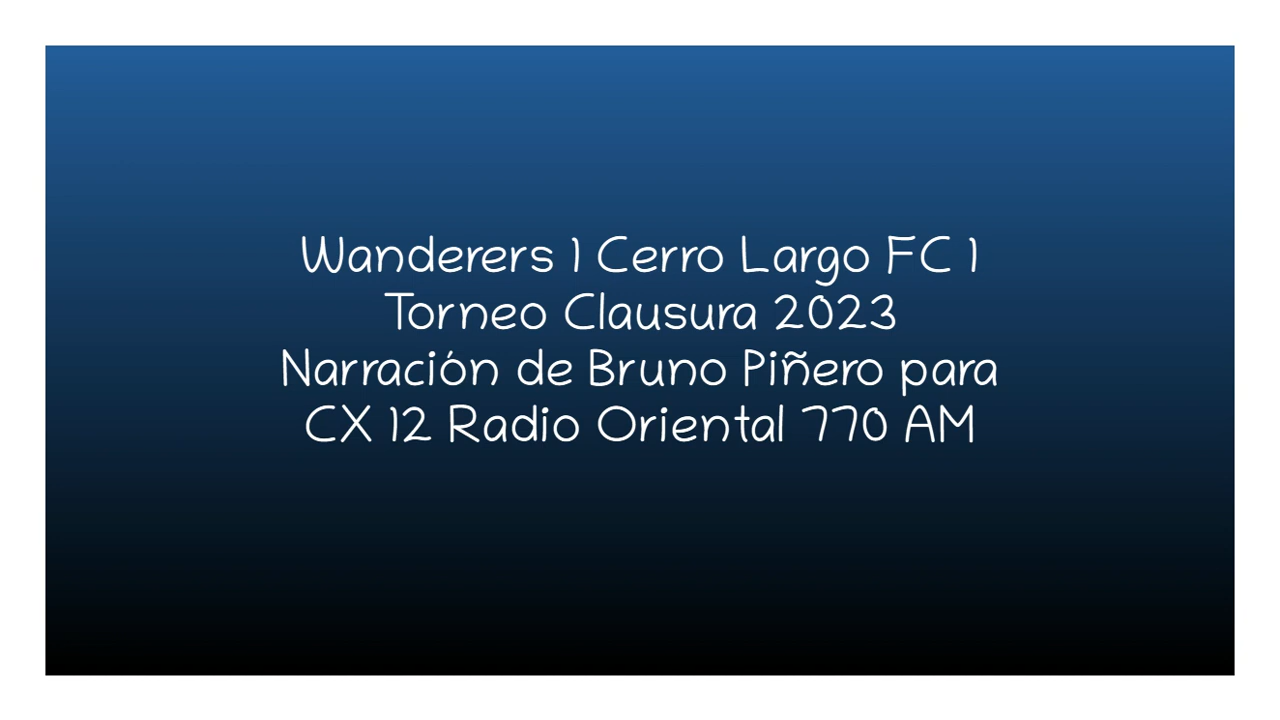 Wanderers 1 Cerro Largo FC 1
Torneo Clausura 2023
Narración de Bruno Piñero para
CX 12 Radio Oriental 770 AM